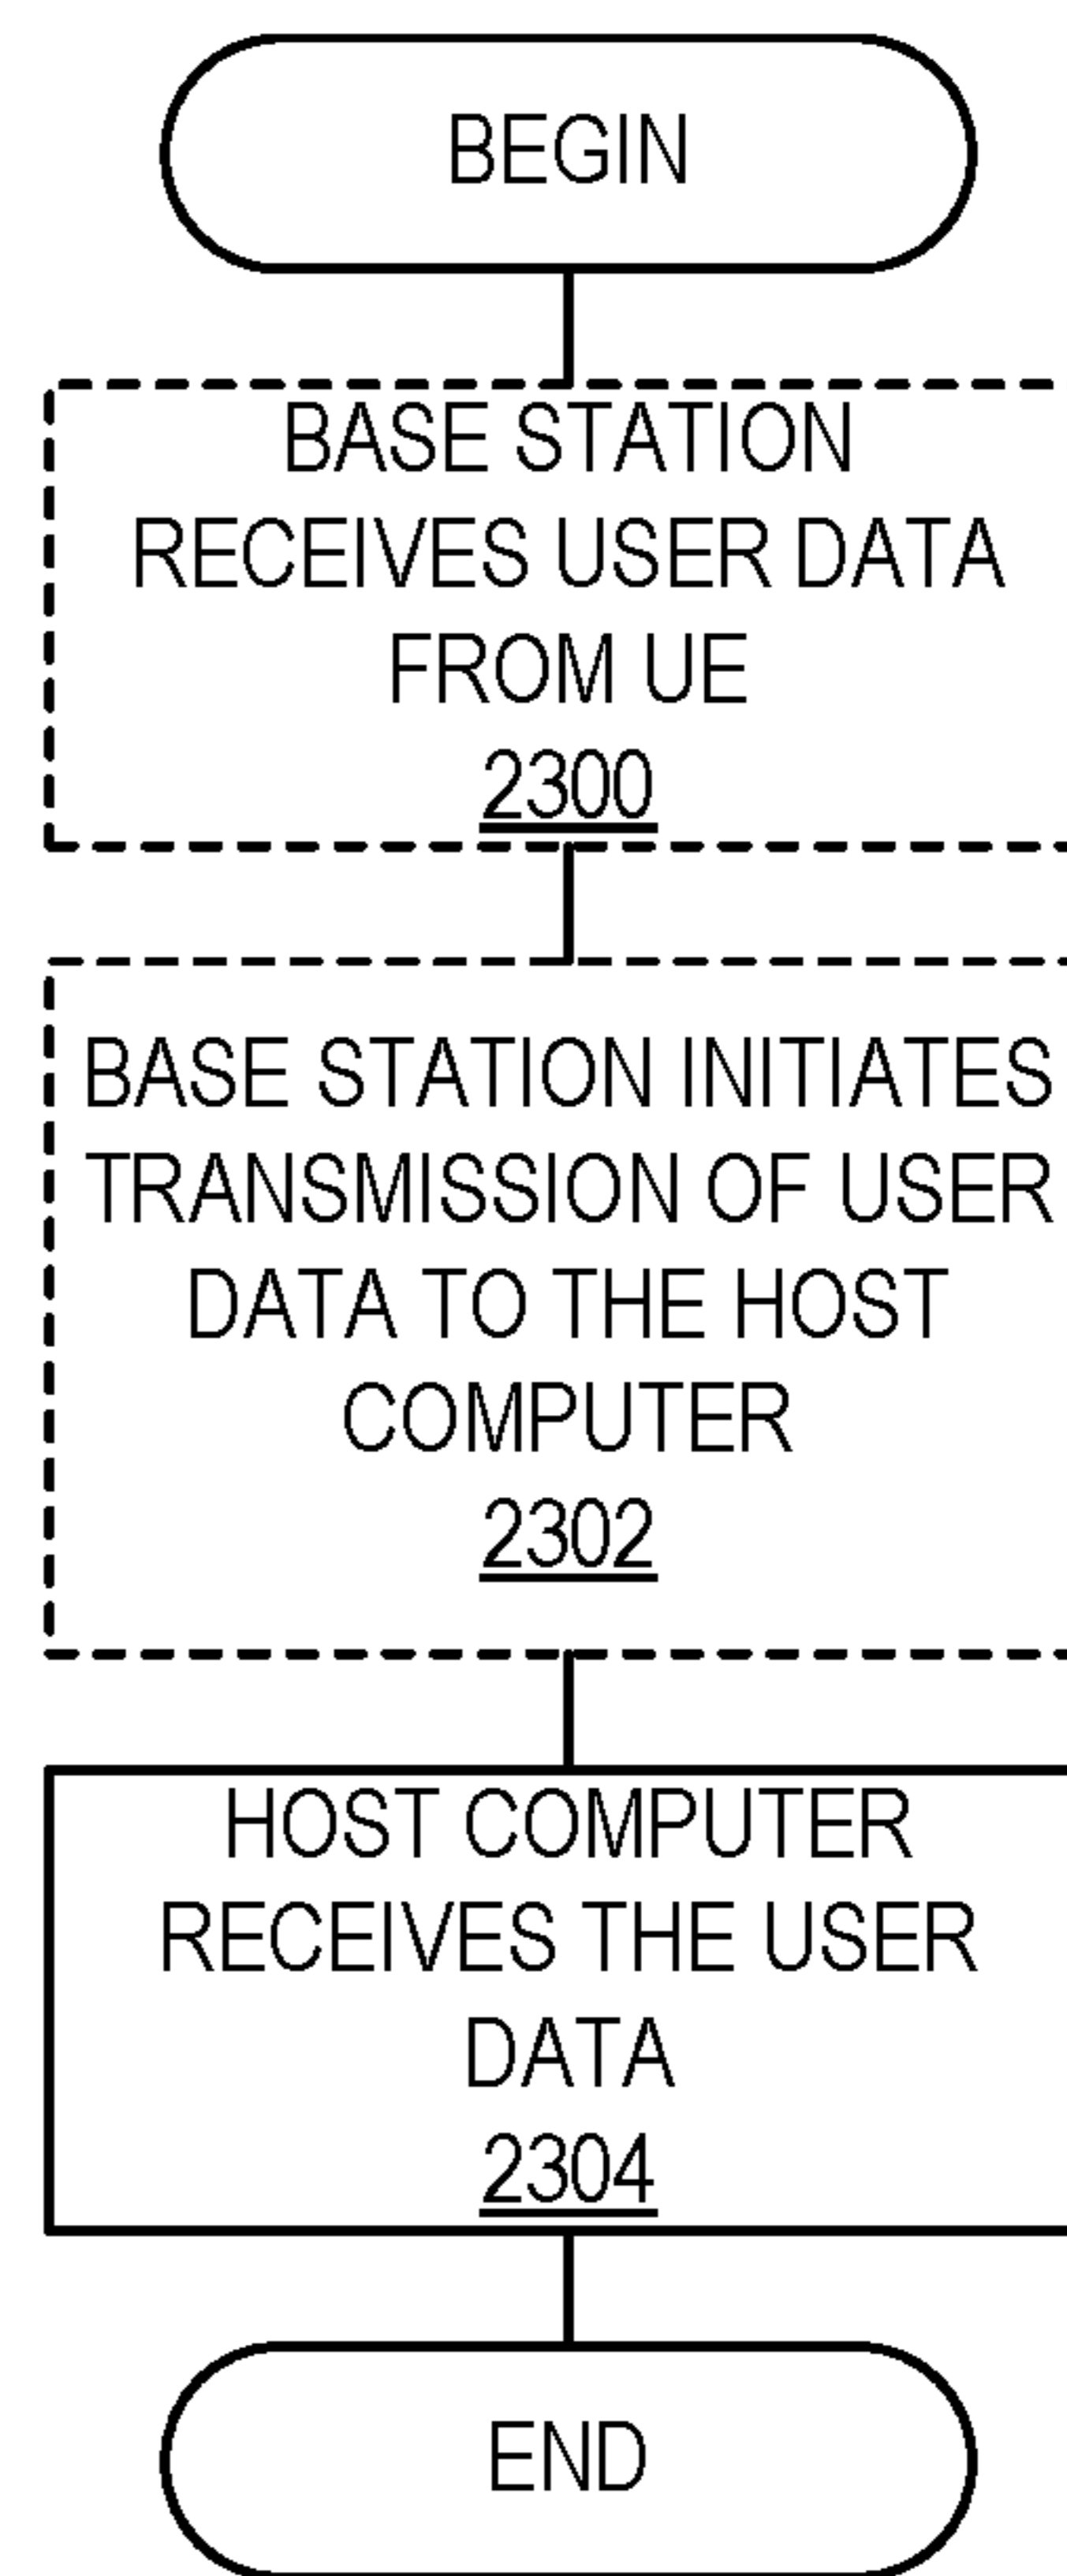 BEGIN
BASE STATION
RECEIVES USER DATA
FROM UE
2300
BASE STATION INITIATES
TRANSMISSION OF USER
DATA TO THE HOST
COMPUTER
2302
HOST COMPUTER
RECEIVES THE USER
DATA
2304
END